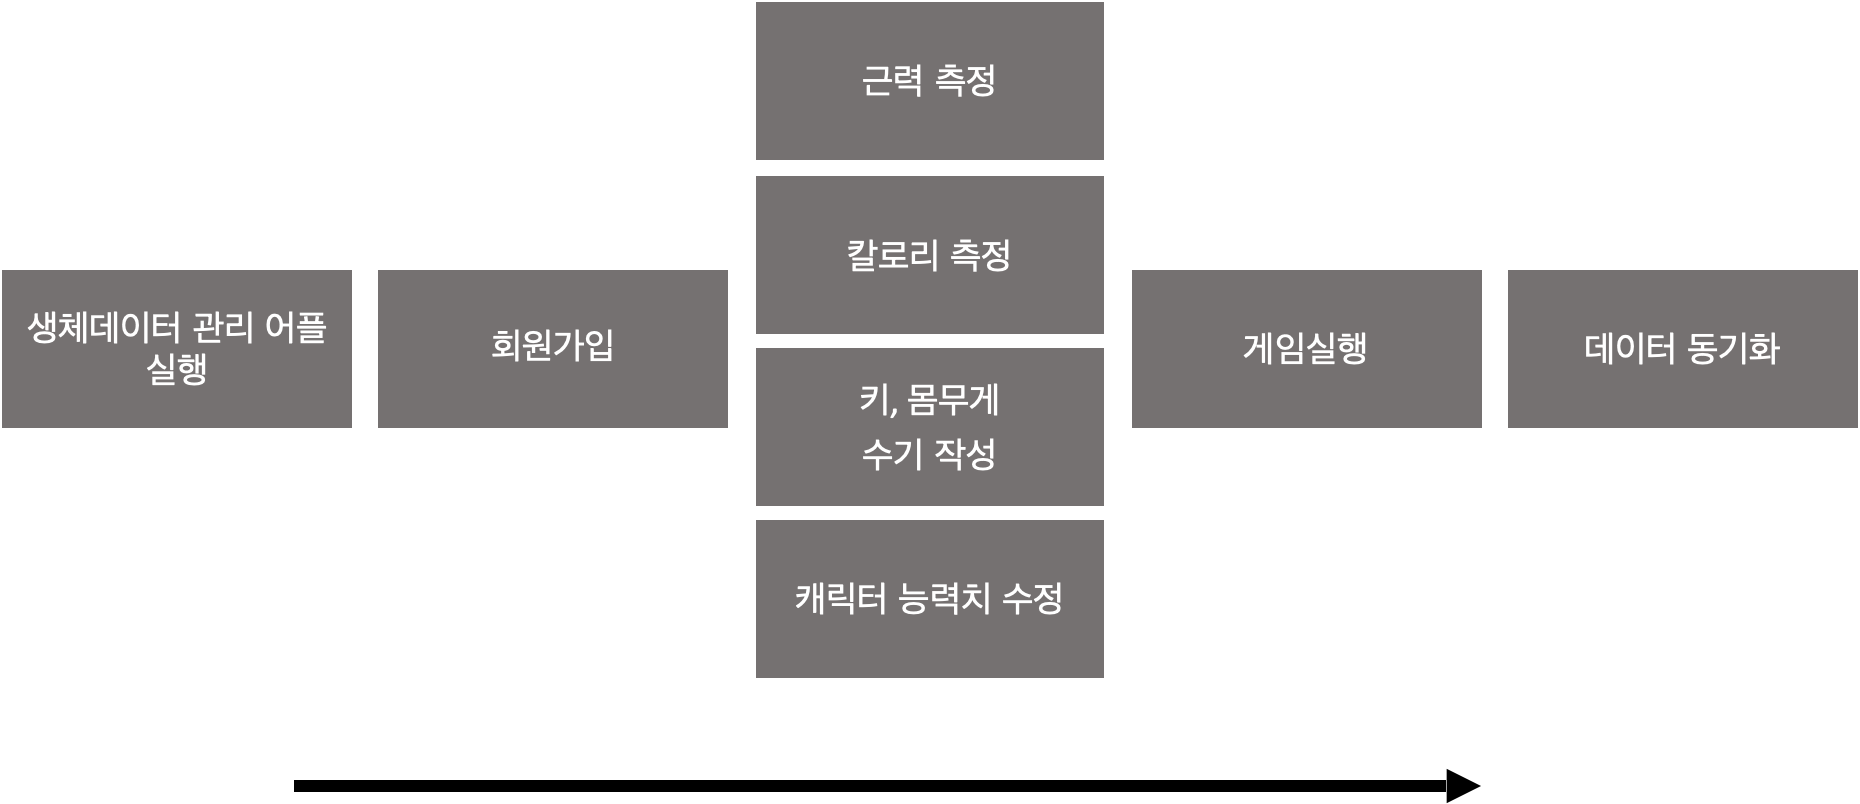 생체데이터 관리 어플
실행
회원가입
근력 측정
칼로리 측정
키, 몸무게
수기 작성
캐릭터 능력치 수정
게임실행
데이터 동기화